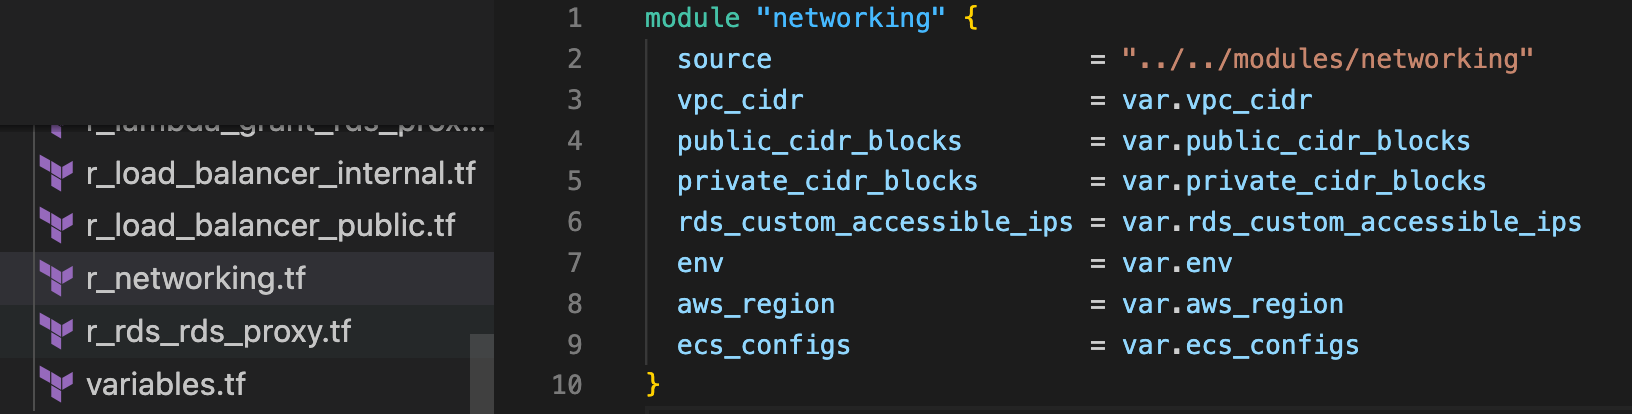 r_lambda_grant_rds_prox...
r_load_balancer_internal.tf
r_load_balancer_public.tf
r_networking.tf
r_rds_rds_proxy.tf
variables.tf
1 module "networking" {
2 source = "../../modules/networking"
3 vpc_cidr = var.vpc_cidr
4 public_cidr_blocks = var.public_cidr_blocks
5 private_cidr_blocks = var.private_cidr_blocks
6 rds_custom_accessible_ips = var.rds_custom_accessible_ips
7 env = var.env
8 aws_region = var.aws_region
9 ecs_configs = var.ecs_configs
10 }